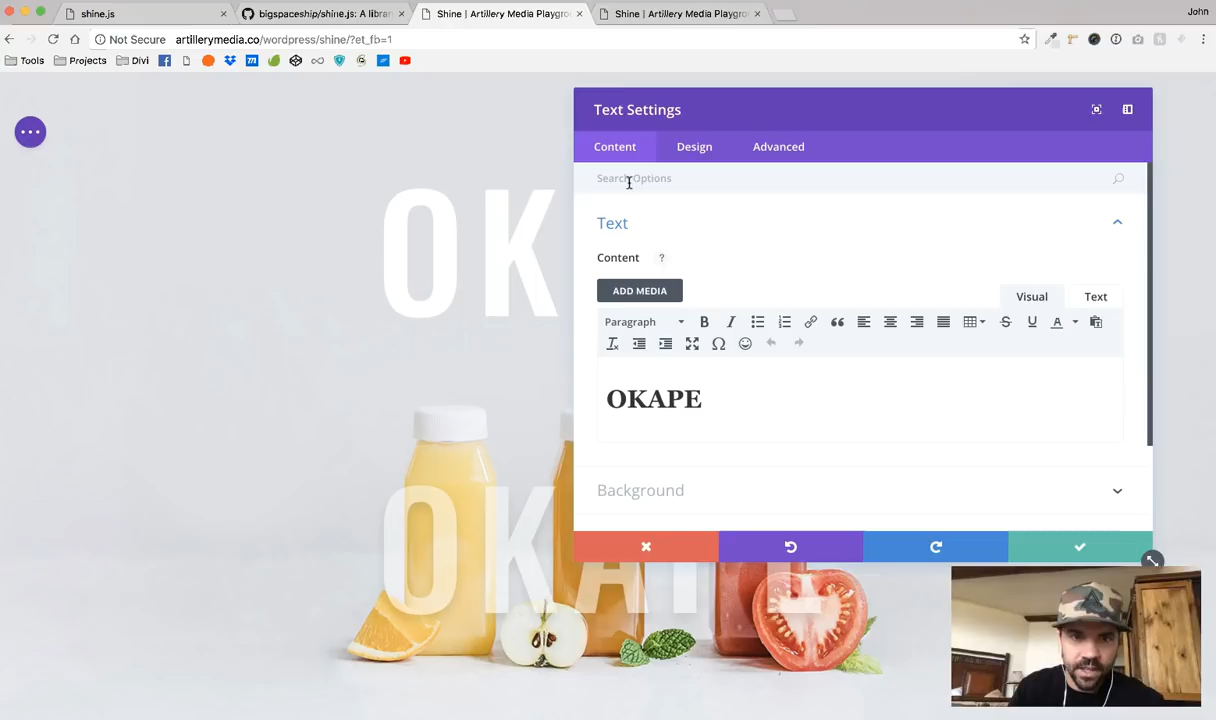 shine.js
bigspaceship/shine.js: A librar
Shine | Artillery Media Playgro
Shine | Artillery Media Playgro
John
Not Secure
artillerymedia.co/wordpress/shine/?et_fb=1
Tools
Projects
Divi
Text Settings
Content
Design
Advanced
Search Options
Text
Content
?
ADD MEDIA
Visual
Text
Paragraph
OKAPE
Background
OK
OKAPE